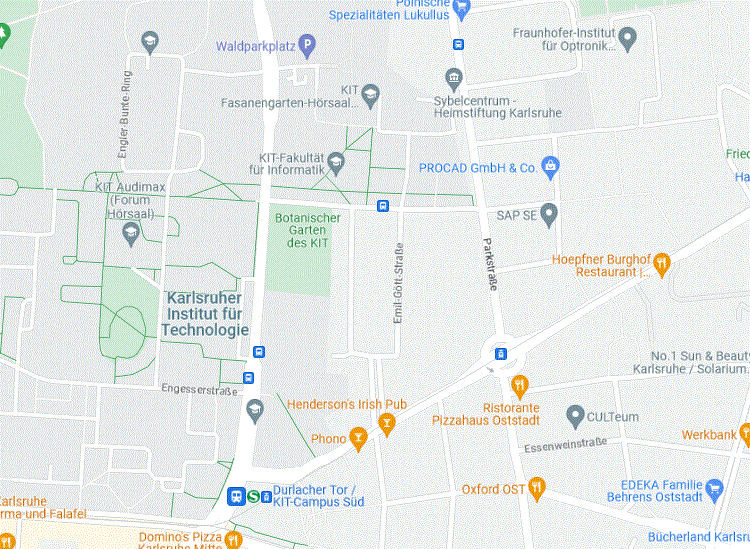 Polnische
Spezialitäten Lukullus
Waldparkplatz
Fraunhofer-Institut
für Optronik...
KIT
Fasanengarten-Hörsaal...
Sybelcentrum -
Heimstiftung Karlsruhe
Engler-Bunte-Ring
KIT-Fakultät
für Informatik
PROCAD GmbH & Co.
Fried
Ha
KIT Audimax
(Forum
Hörsaal)
Botanischer
Garten
des KIT
SAP SE
Emil-Gött-Straße
Parkstraße
Hoepfner Burghof
Restaurant |...
Karlsruher
Institut für
Technologie
No.1 Sun & Beauty
Karlsruhe / Solarium.
Engesserstraße
Henderson's Irish Pub
Ristorante
Pizzahaus Oststadt
CULTeum
Phono
Werkbank
Essenweinstraße
Durlacher Tor /
KIT-Campus Süd
S
Oxford OST
EDEKA Familie
Behrens Oststadt
Karlsruhe
rma und Falafel
Domino's Pizza
Karlsruhe Mitte
Bücherland Karlsr